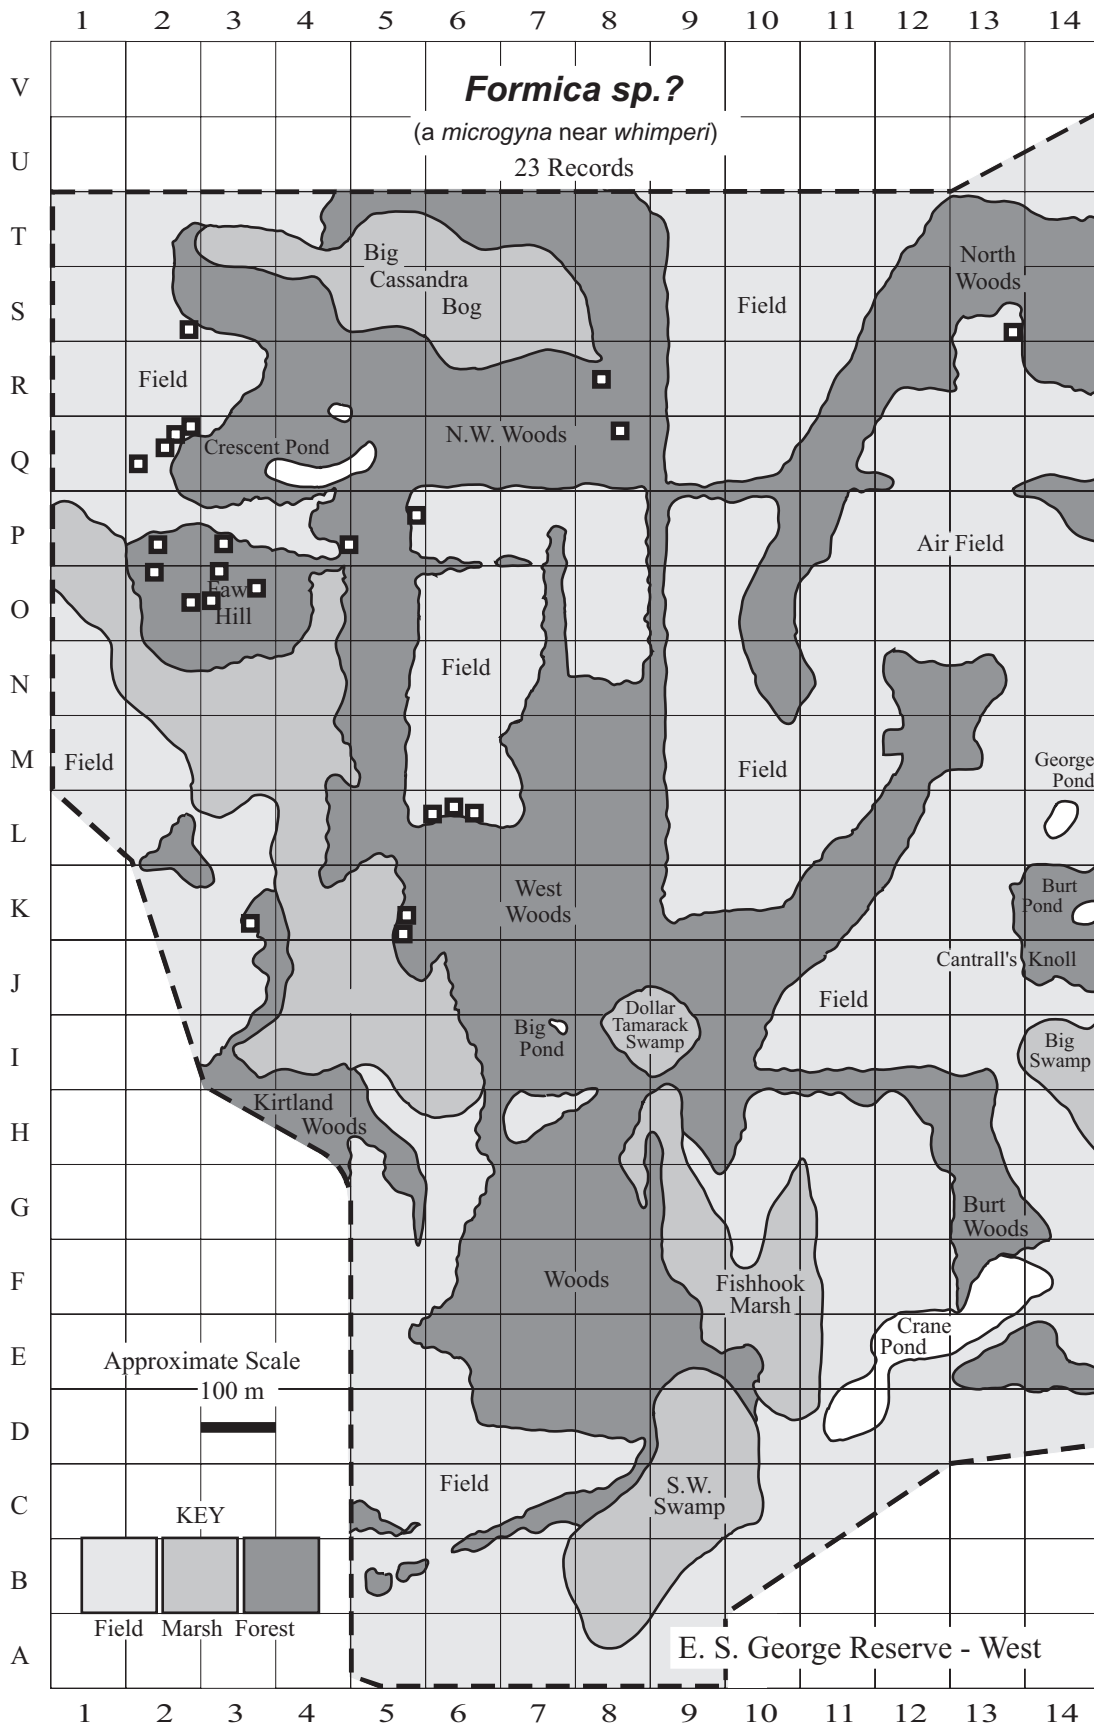 1 2 3 4 5 6 7 8 9 10 11 12 13 14
V
Formica sp.?
(a microgyna near whimperi)
U
23 Records
T
Big
Cassandra
Bog
North
Woods
S
Field
R
Field
N.W. Woods
Crescent Pond
Q
P
Air Field
O
Faw
Hill
N
Field
M
Field
Field
George
Pond
L
K
West
Woods
Burt
Pond
Cantrall's Knoll
J
Field
Dollar
Tamarack
Swamp
Big
Pond
Big
Swamp
I
Kirtland
Woods
H
G
Burt
Woods
F
Woods
Fishhook
Marsh
E
Crane
Pond
Approximate Scale
100 m
D
Field
S.W.
Swamp
C
KEY
B
Field Marsh Forest
A
E. S. George Reserve - West
1 2 3 4 5 6 7 8 9 10 11 12 13 14